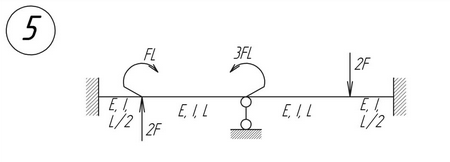 5
FL
3FL
2F
E, I,
L/2
E, I, L
E, I, L
E, I,
L/2
2F